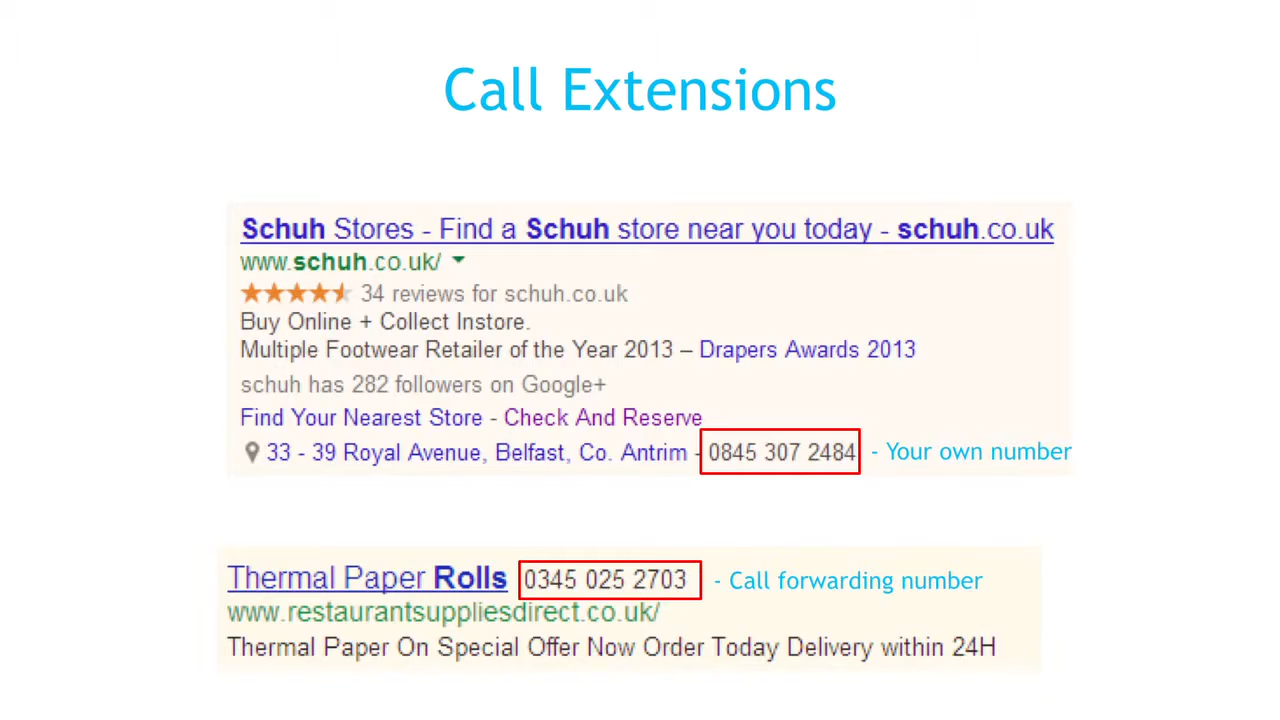 Call Extensions
Schuh Stores - Find a Schuh store near you today - schuh.co.uk
www.schuh.co.uk/
34 reviews for schuh.co.uk
Buy Online + Collect Instore.
Multiple Footwear Retailer of the Year 2013 – Drapers Awards 2013
schuh has 282 followers on Google+
Find Your Nearest Store - Check And Reserve
33 - 39 Royal Avenue, Belfast, Co. Antrim - 0845 307 2484 - Your own number
Thermal Paper Rolls 0345 025 2703 - Call forwarding number
www.restaurantsuppliesdirect.co.uk/
Thermal Paper On Special Offer Now Order Today Delivery within 24H